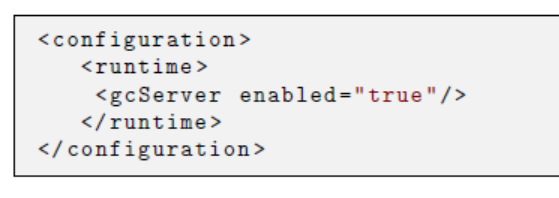 <configuration>
   <runtime>
    <gcServer enabled="true"/>
   </runtime>
</configuration>